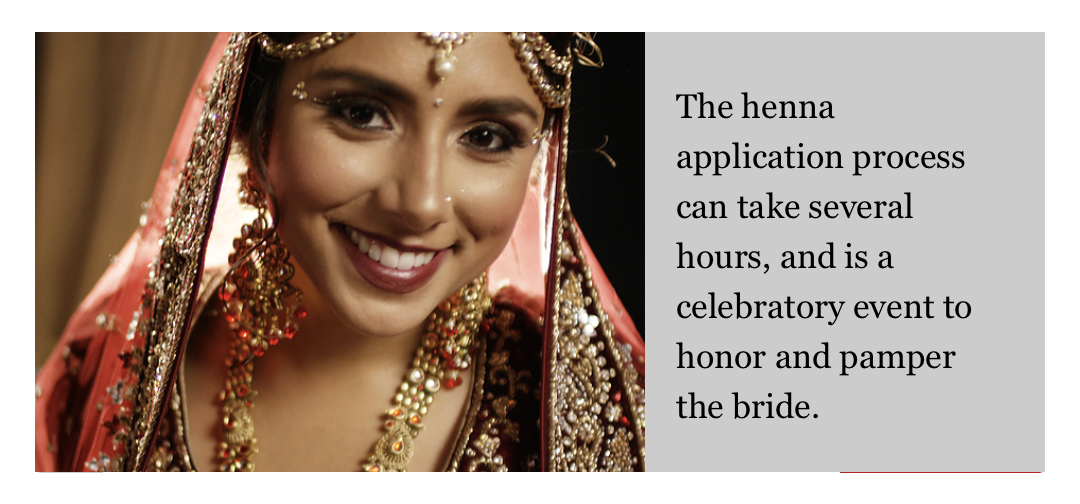 The henna
application process
can take several
hours, and is a
celebratory event to
honor and pamper
the bride.